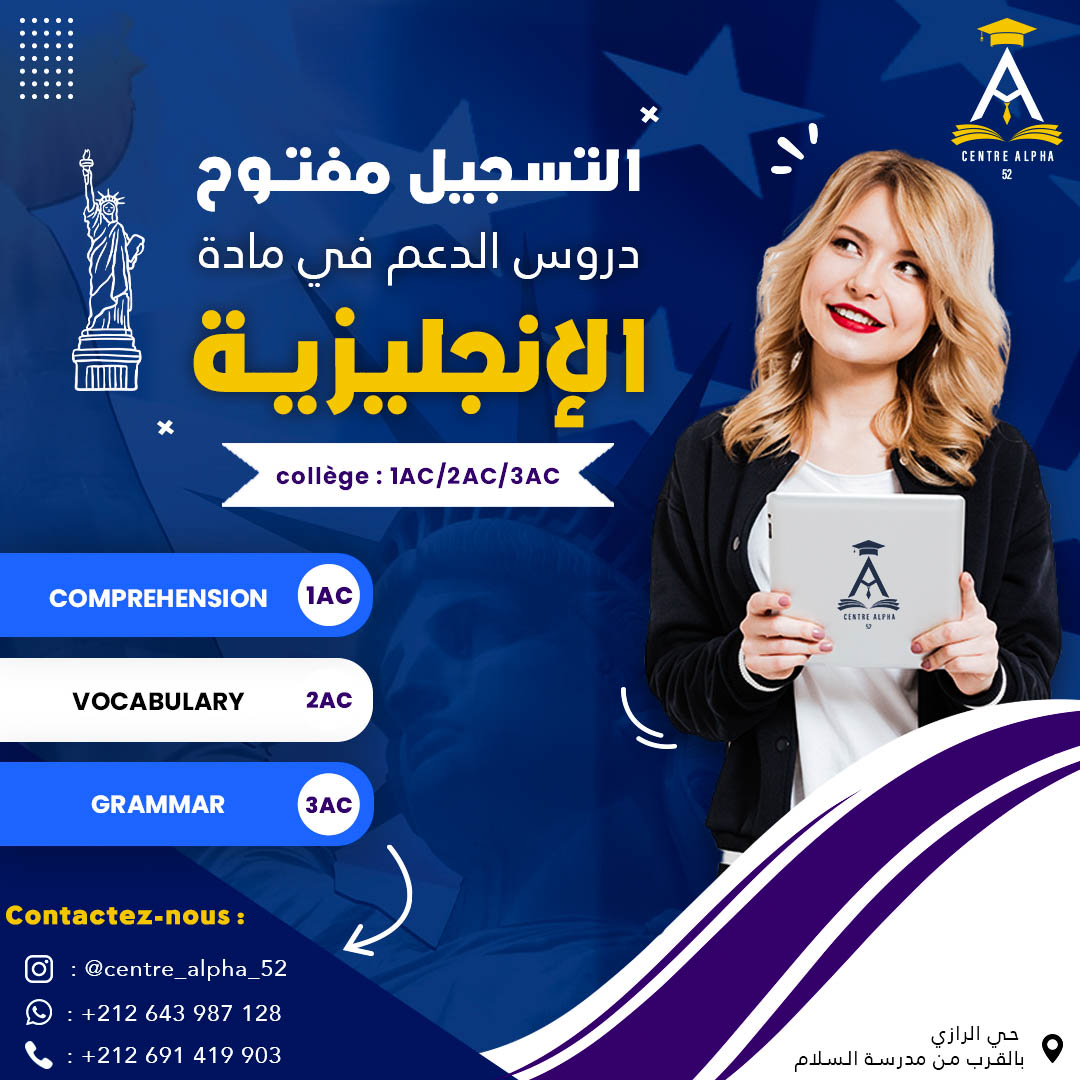 CENTRE ALPHA
52
التسجيل مفتوح
دروس الدعم في مادة
الإنجليزية
collège : 1AC/2AC/3AC
COMPREHENSION 1AC
VOCABULARY 2AC
GRAMMAR 3AC
CENTRE ALPHA
52
Contactez-nous :
: @centre_alpha_52
: +212 643 987 128
: +212 691 419 903
حي الرازي
بالقرب من مدرسة السلام